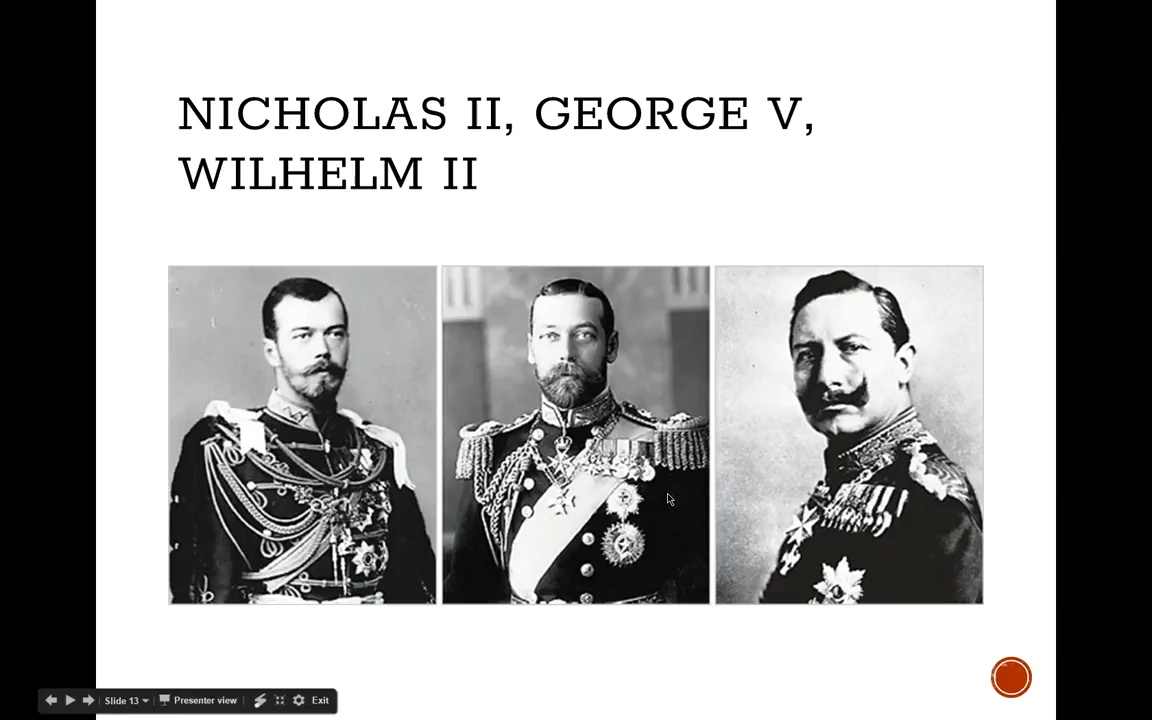 NICHOLAS II, GEORGE V,
WILHELM II
Slide 13
Presenter view
Exit